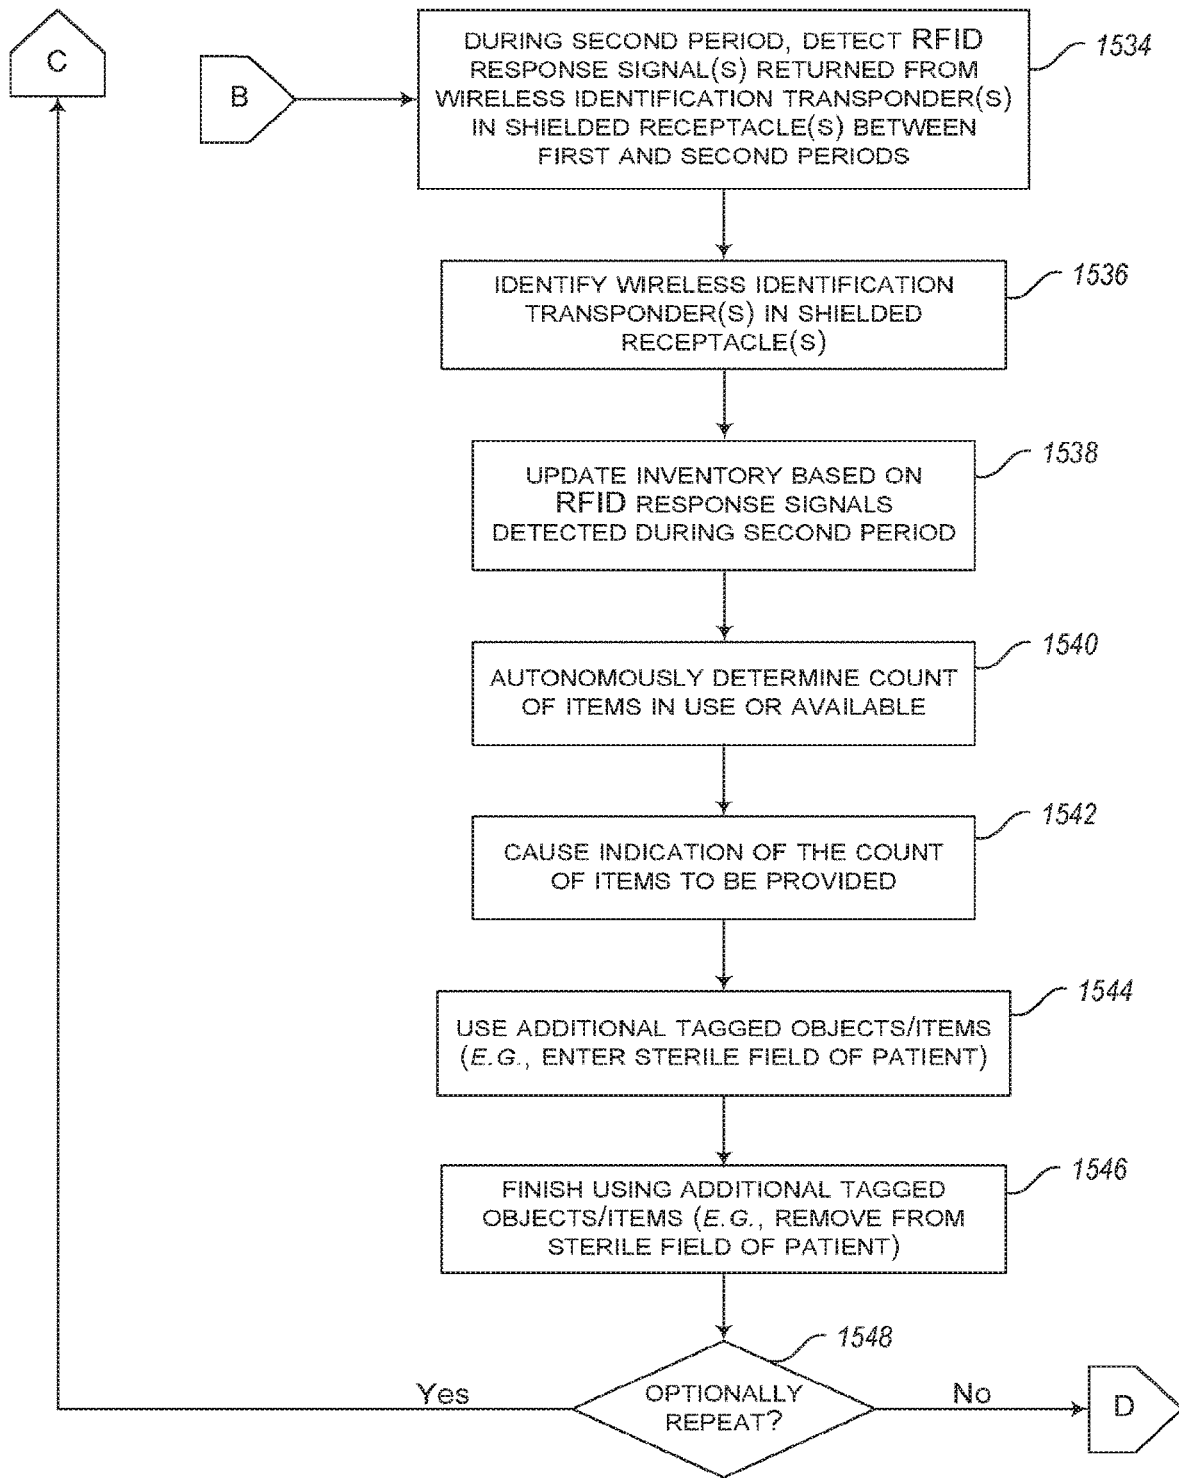 C
B
DURING SECOND PERIOD, DETECT RFID
RESPONSE SIGNAL(S) RETURNED FROM
WIRELESS IDENTIFICATION TRANSPONDER(S)
IN SHIELDED RECEPTACLE(S) BETWEEN
FIRST AND SECOND PERIODS
1534
IDENTIFY WIRELESS IDENTIFICATION
TRANSPONDER(S) IN SHIELDED
RECEPTACLE(S)
1536
UPDATE INVENTORY BASED ON
RFID RESPONSE SIGNALS
DETECTED DURING SECOND PERIOD
1538
AUTONOMOUSLY DETERMINE COUNT
OF ITEMS IN USE OR AVAILABLE
1540
CAUSE INDICATION OF THE COUNT
OF ITEMS TO BE PROVIDED
1542
USE ADDITIONAL TAGGED OBJECTS/ITEMS
(E.G., ENTER STERILE FIELD OF PATIENT)
1544
FINISH USING ADDITIONAL TAGGED
OBJECTS/ITEMS (E.G., REMOVE FROM
STERILE FIELD OF PATIENT)
1546
OPTIONALLY
REPEAT?
1548
Yes
No
D